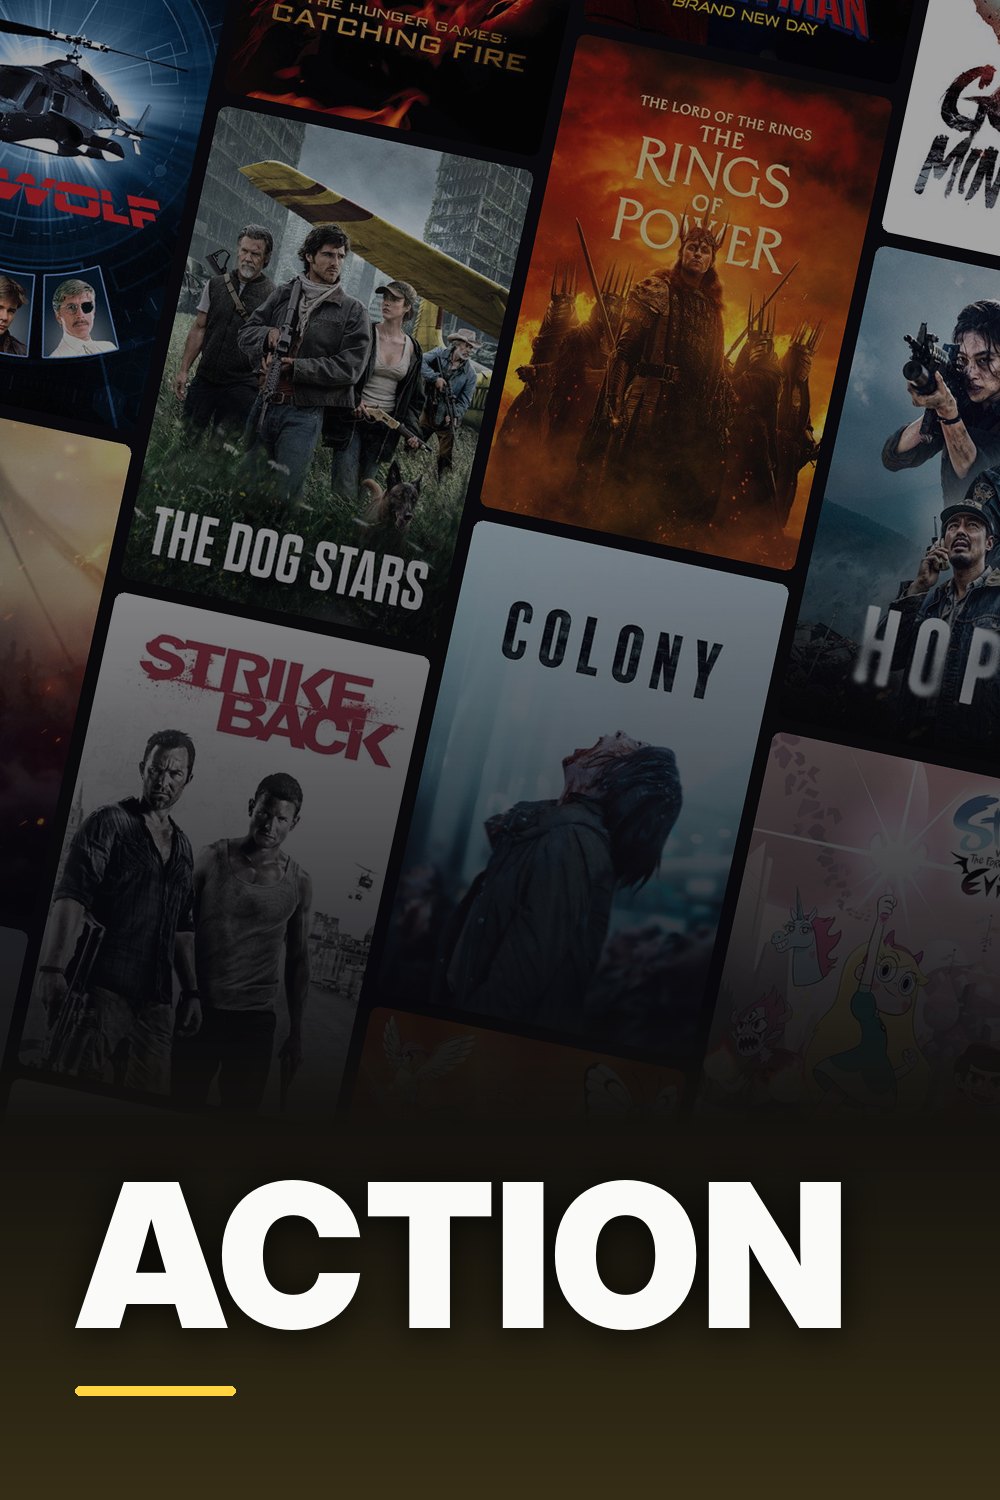 THE HUNGER GAMES:
CATCHING FIRE
BRAND NEW DAY
WOLF
THE LORD OF THE RINGS
THE
RINGS
OF
POWER
THE DOG STARS
STRIKE
BACK
COLONY
ACTION